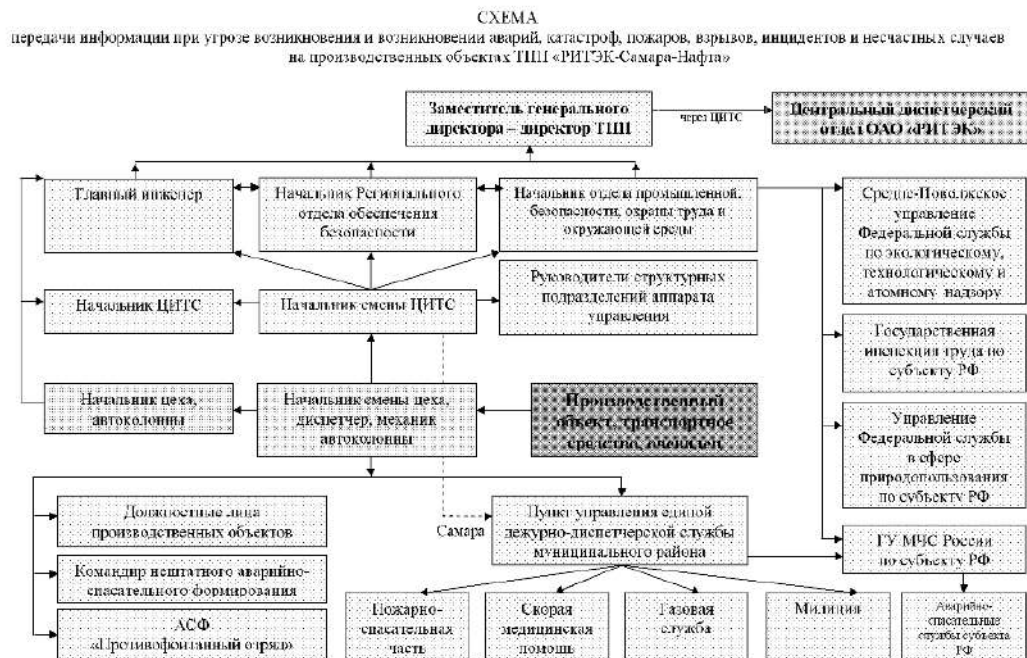 СХЕМА
передачи информации при угрозе возникновения и возникновении аварий, катастроф, пожаров, взрывов, инцидентов и несчастных случаев
на производственных объектах ТПП «РИТЭК-Самара-Нафта»
Заместитель генерального
директора – директор ТПП
через ЦИТС
Центральный диспетчерский
отдел ОАО «РИТЭК»
Главный инженер
Начальник Регионального
отдела обеспечения
безопасности
Начальник отдела промышленной
безопасности, охраны труда и
окружающей среды
Средне-Поволжское
управление
Федеральной службы
по экологическому,
технологическому и
атомному надзору
Начальник ЦИТС
Начальник смены ЦИТС
Руководители структурных
подразделений аппарата
управления
Государственная
инспекция труда по
субъекту РФ
Начальник цеха,
автоколонны
Начальник смены цеха,
диспетчер, механик
автоколонны
Производственный
объект, транспортное
средство, очевидец
Управление
Федеральной службы
в сфере
природопользования
по субъекту РФ
Должностные лица
производственных объектов
Самара
Пункт управления единой
дежурно-диспетчерской службы
муниципального района
ГУ МЧС России
по субъекту РФ
Командир нештатного аварийно-
спасательного формирования
АСФ
«Противофонтанный отряд»
Пожарно-
спасательная
часть
Скорая
медицинская
помощь
Газовая
служба
Милиция
Аварийно-
спасательные
службы субъекта
РФ